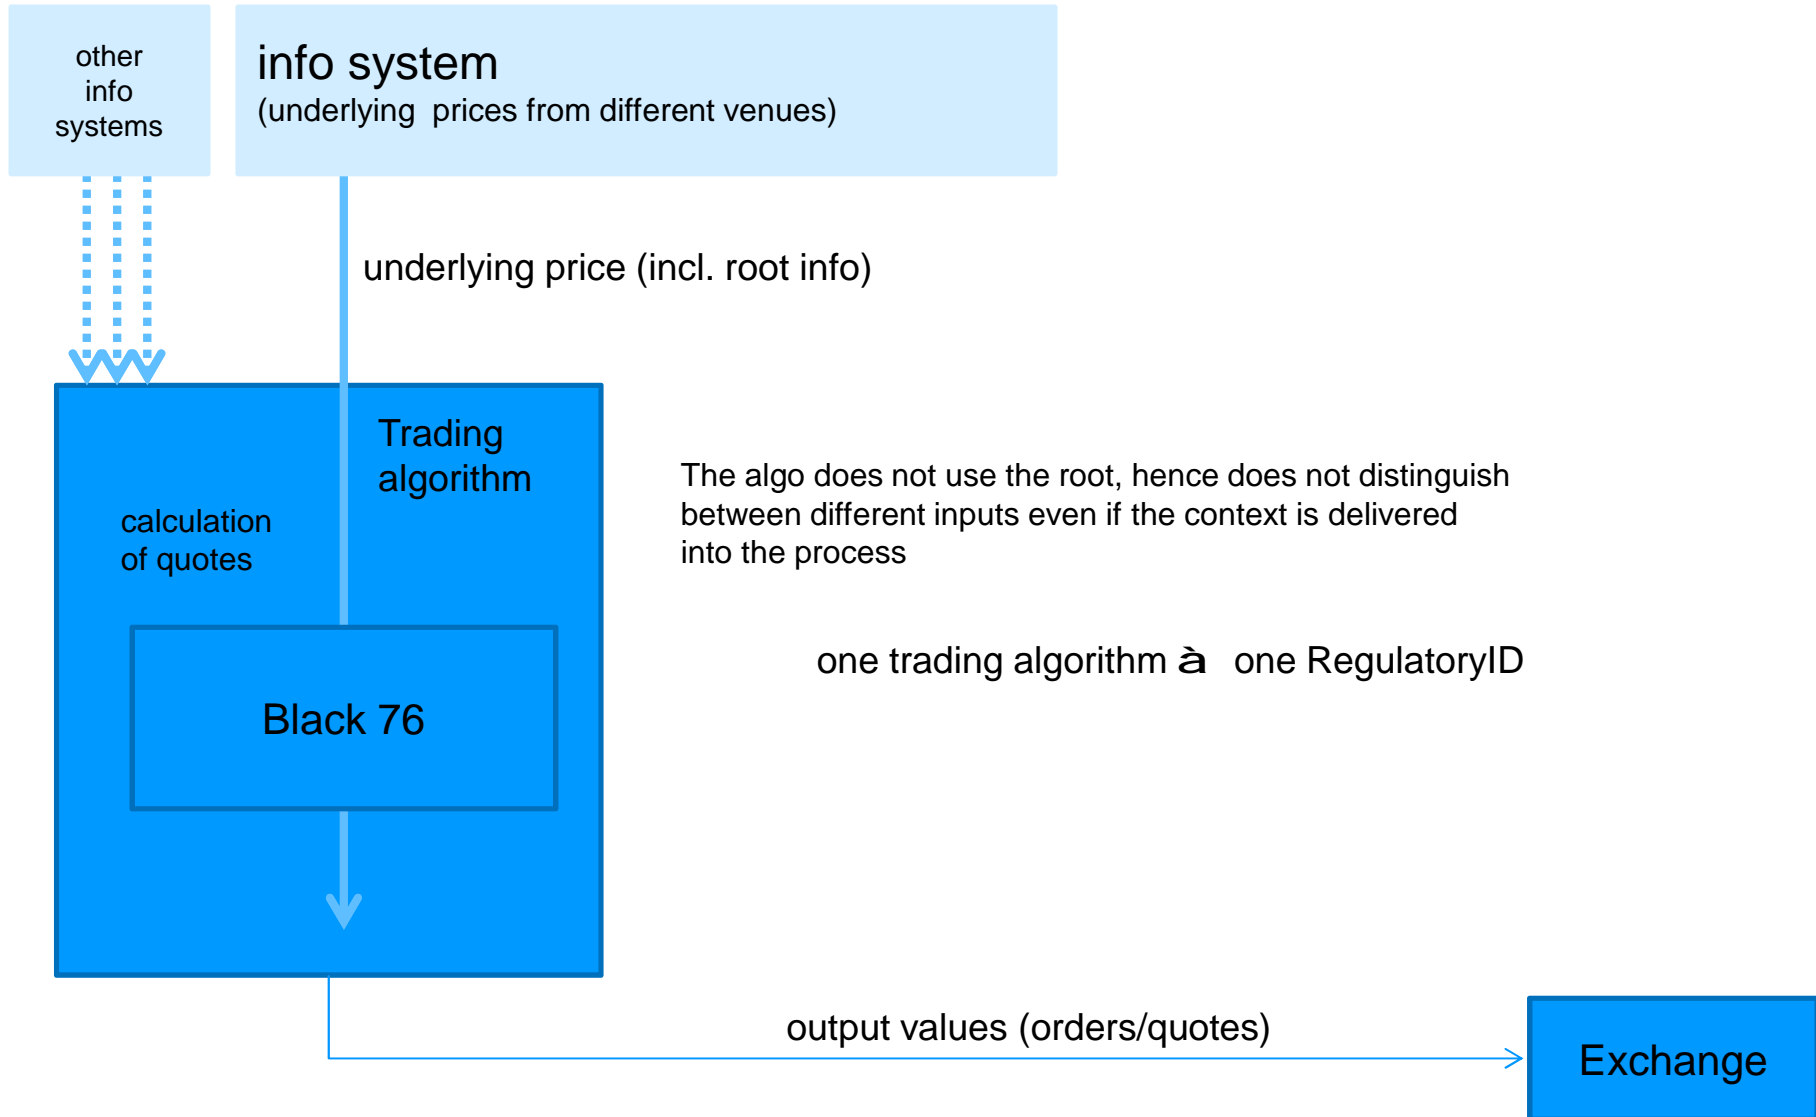 other
info
systems
info system
(underlying prices from different venues)
underlying price (incl. root info)
Trading
algorithm
calculation
of quotes
The algo does not use the root, hence does not distinguish
between different inputs even if the context is delivered
into the process
one trading algorithm à one RegulatoryID
Black 76
output values (orders/quotes)
Exchange